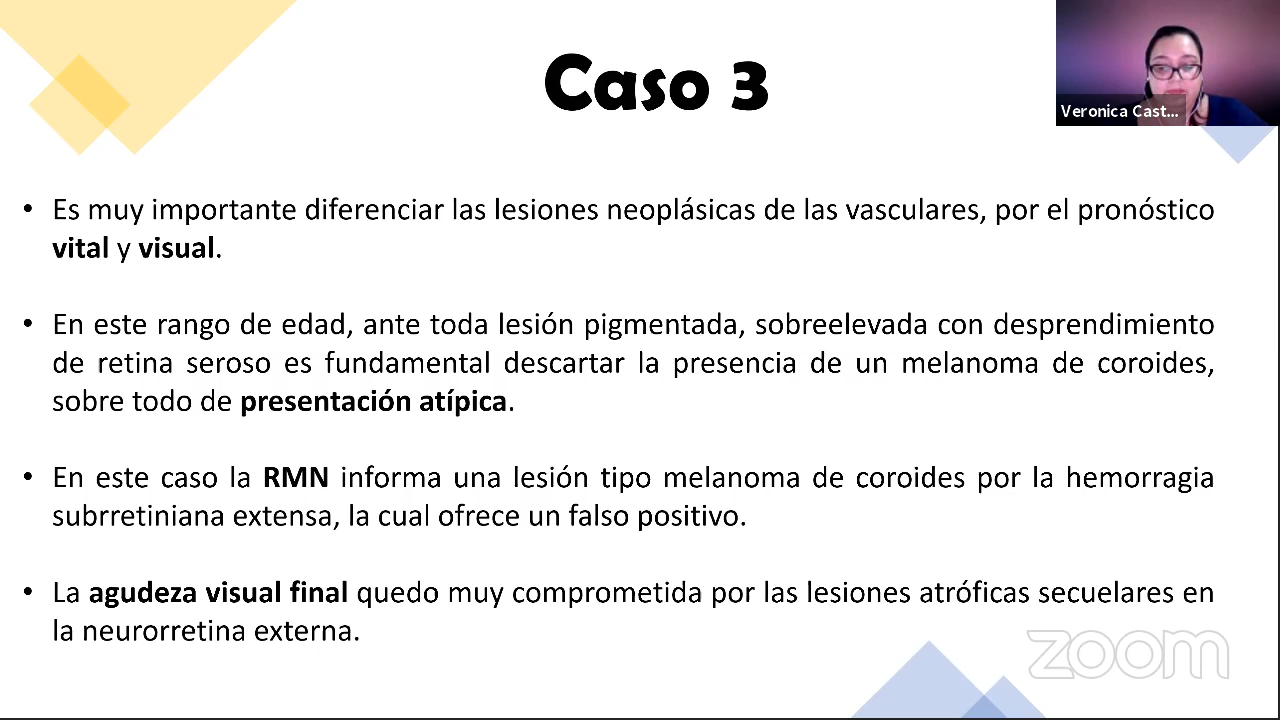 Caso 3
Veronica Cast...
• Es muy importante diferenciar las lesiones neoplásicas de las vasculares, por el pronóstico
vital y visual.
• En este rango de edad, ante toda lesión pigmentada, sobreelevada con desprendimiento
de retina seroso es fundamental descartar la presencia de un melanoma de coroides,
sobre todo de presentación atípica.
• En este caso la RMN informa una lesión tipo melanoma de coroides por la hemorragia
subrretiniana extensa, la cual ofrece un falso positivo.
• La agudeza visual final quedo muy comprometida por las lesiones atróficas secuelares en
la neurorretina externa.
zoom